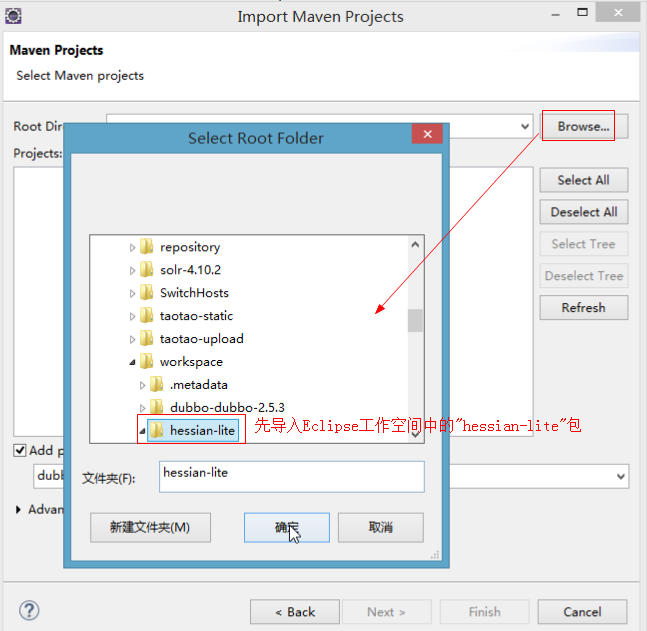 Import Maven Projects
Maven Projects
Select Maven projects
Root Dir
Browse...
Select Root Folder
Projects:
Select All
Deselect All
Select Tree
Deselect Tree
Refresh
repository
solr-4.10.2
SwitchHosts
taotao-static
taotao-upload
workspace
.metadata
dubbo-dubbo-2.5.3
hessian-lite
先导入Eclipse工作空间中的"hessian-lite"包
Add p
文件夹(F):
hessian-lite
dubb
Advan
新建文件夹(M)
确定
取消
?
< Back
Next >
Finish
Cancel